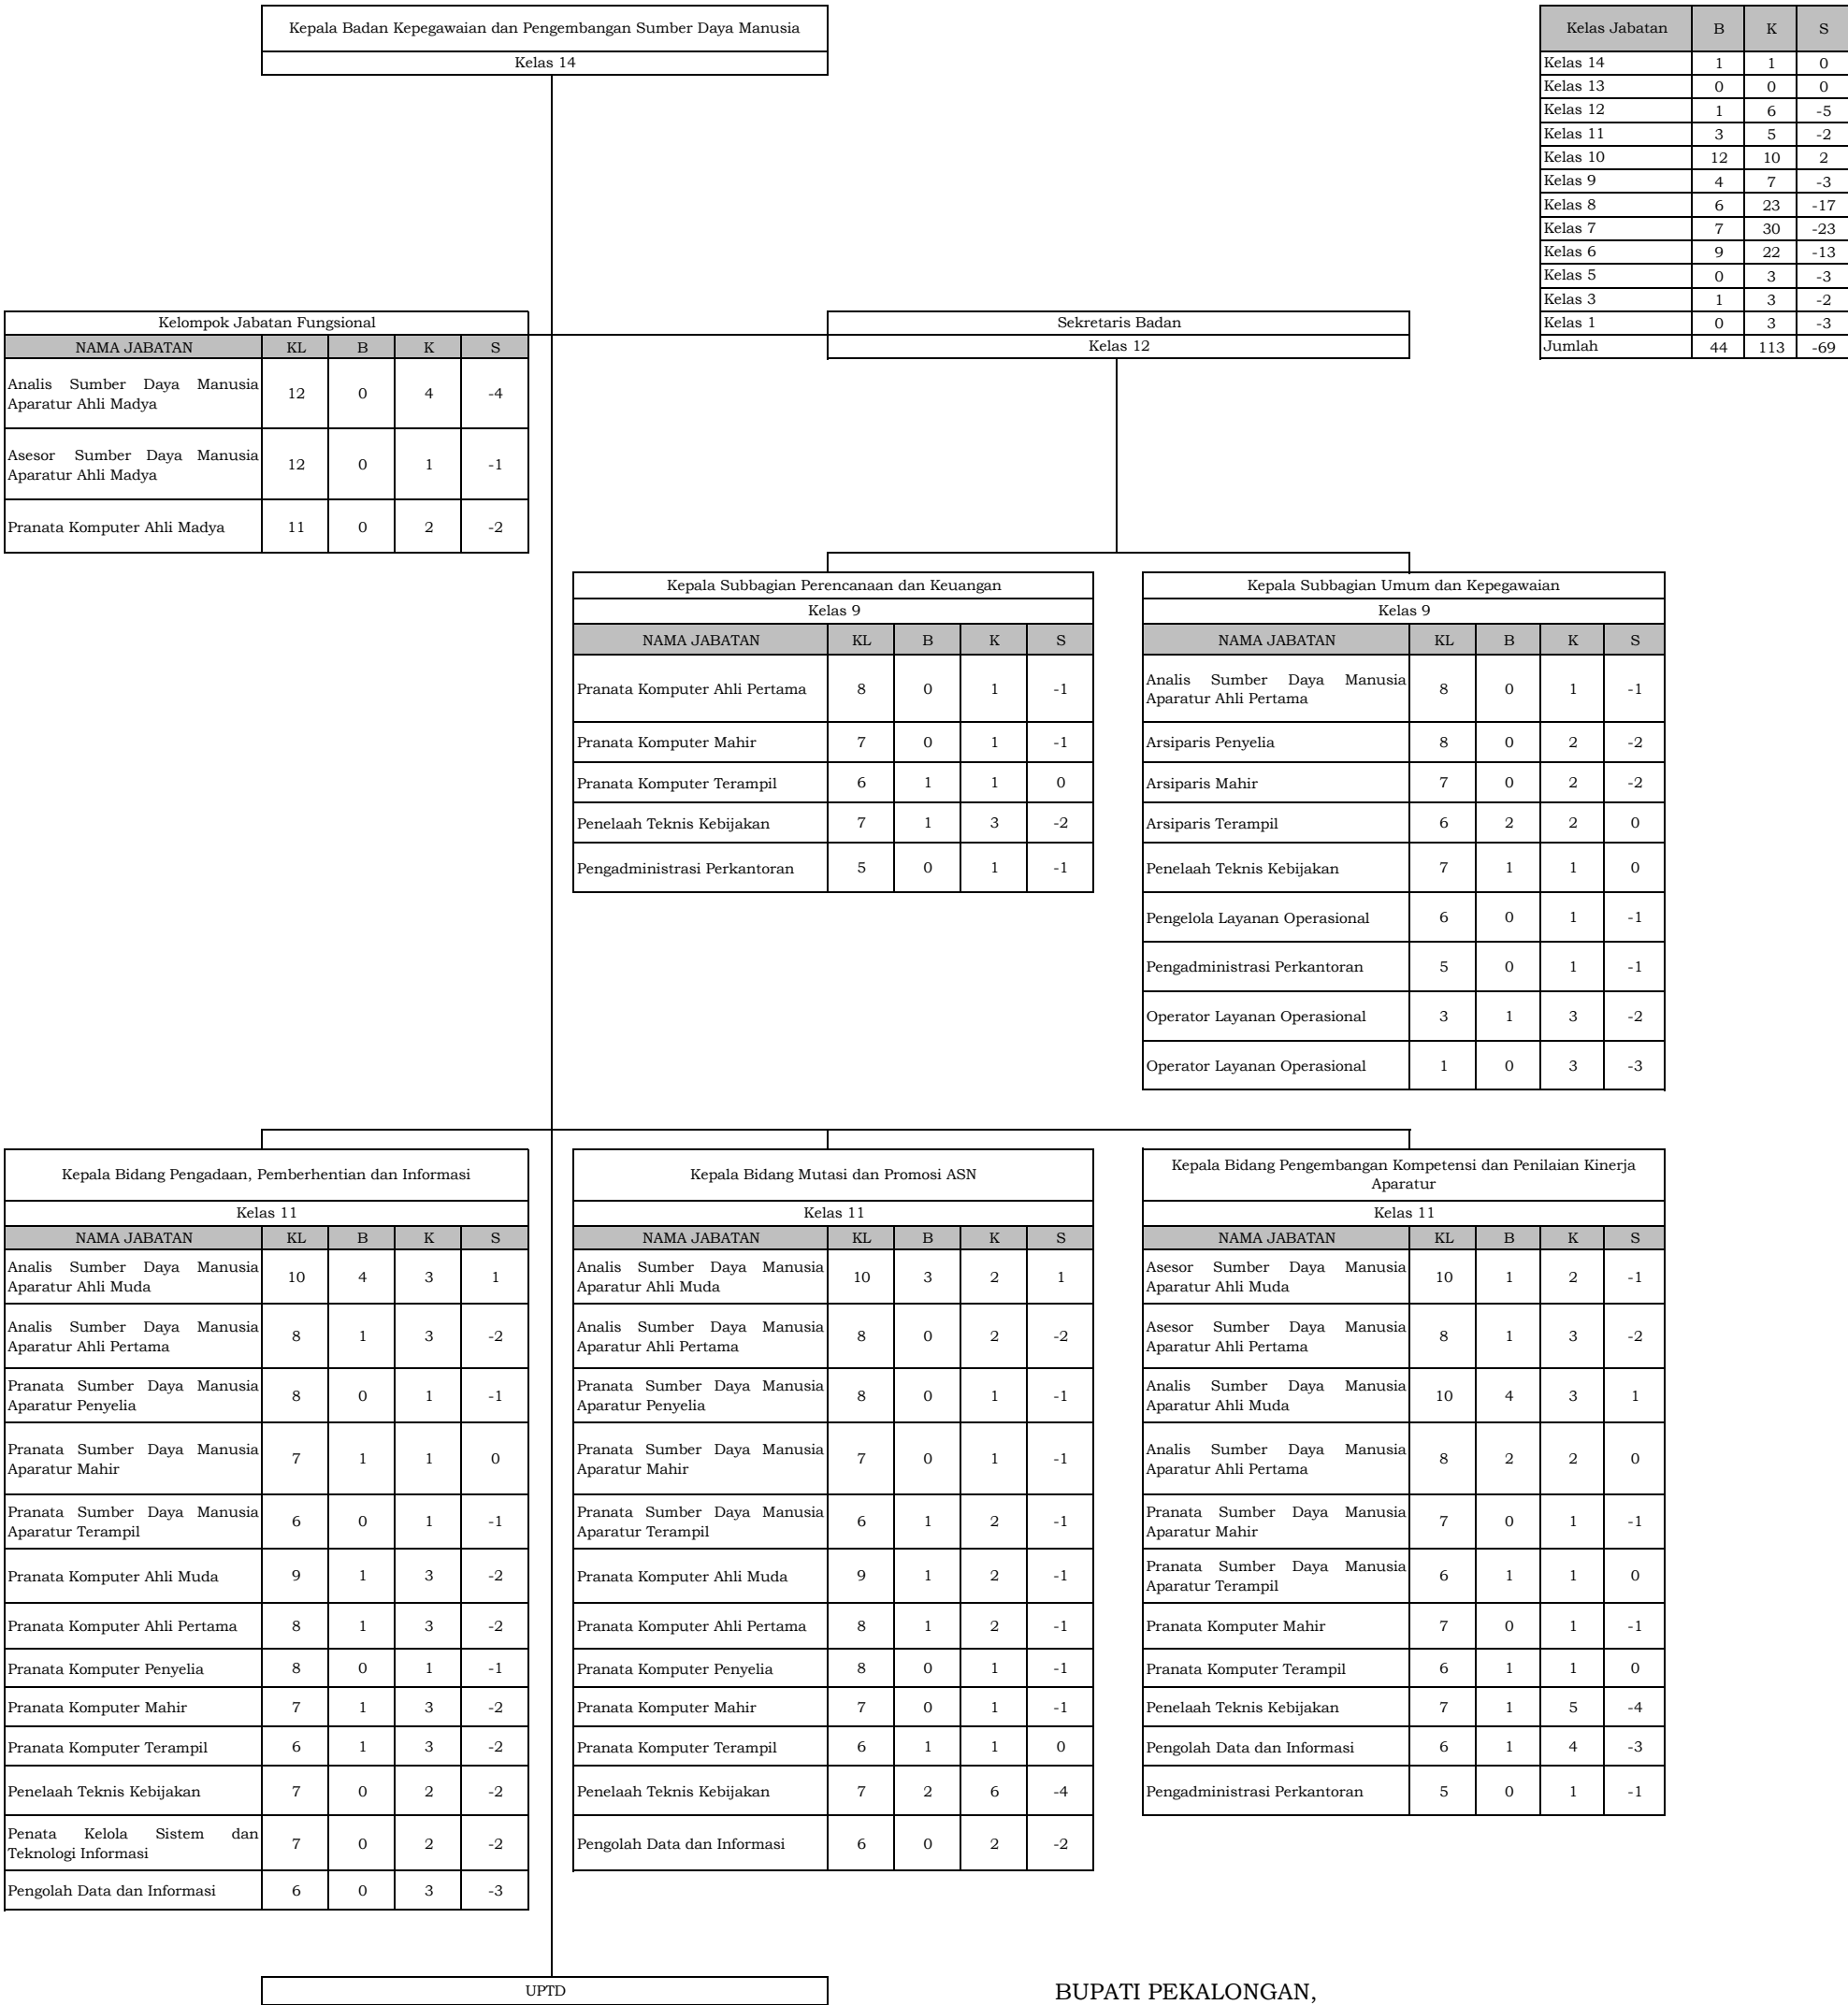 Kepala Badan Kepegawaian dan Pengembangan Sumber Daya Manusia
Kelas 14
Kelas Jabatan B K S
Kelas 14 1 1 0
Kelas 13 0 0 0
Kelas 12 1 6 -5
Kelas 11 3 5 -2
Kelas 10 12 10 2
Kelas 9 4 7 -3
Kelas 8 6 23 -17
Kelas 7 7 30 -23
Kelas 6 9 22 -13
Kelas 5 0 3 -3
Kelas 3 1 3 -2
Kelas 1 0 3 -3
Jumlah 44 113 -69
Kelompok Jabatan Fungsional
NAMA JABATAN KL B K S
Analis Sumber Daya Manusia
Aparatur Ahli Madya 12 0 4 -4
Asesor Sumber Daya Manusia
Aparatur Ahli Madya 12 0 1 -1
Pranata Komputer Ahli Madya 11 0 2 -2
Sekretaris Badan
Kelas 12
Kepala Subbagian Perencanaan dan Keuangan
Kelas 9
NAMA JABATAN KL B K S
Pranata Komputer Ahli Pertama 8 0 1 -1
Pranata Komputer Mahir 7 0 1 -1
Pranata Komputer Terampil 6 1 1 0
Penelaah Teknis Kebijakan 7 1 3 -2
Pengadministrasi Perkantoran 5 0 1 -1
Kepala Subbagian Umum dan Kepegawaian
Kelas 9
NAMA JABATAN KL B K S
Analis Sumber Daya Manusia
Aparatur Ahli Pertama 8 0 1 -1
Arsiparis Penyelia 8 0 2 -2
Arsiparis Mahir 7 0 2 -2
Arsiparis Terampil 6 2 2 0
Penelaah Teknis Kebijakan 7 1 1 0
Pengelola Layanan Operasional 6 0 1 -1
Pengadministrasi Perkantoran 5 0 1 -1
Operator Layanan Operasional 3 1 3 -2
Operator Layanan Operasional 1 0 3 -3
Kepala Bidang Pengadaan, Pemberhentian dan Informasi
Kelas 11
NAMA JABATAN KL B K S
Analis Sumber Daya Manusia
Aparatur Ahli Muda 10 4 3 1
Analis Sumber Daya Manusia
Aparatur Ahli Pertama 8 1 3 -2
Pranata Sumber Daya Manusia
Aparatur Penyelia 8 0 1 -1
Pranata Sumber Daya Manusia
Aparatur Mahir 7 1 1 0
Pranata Sumber Daya Manusia
Aparatur Terampil 6 0 1 -1
Pranata Komputer Ahli Muda 9 1 3 -2
Pranata Komputer Ahli Pertama 8 1 3 -2
Pranata Komputer Penyelia 8 0 1 -1
Pranata Komputer Mahir 7 1 3 -2
Pranata Komputer Terampil 6 1 3 -2
Penelaah Teknis Kebijakan 7 0 2 -2
Penata Kelola Sistem dan
Teknologi Informasi 7 0 2 -2
Pengolah Data dan Informasi 6 0 3 -3
Kepala Bidang Mutasi dan Promosi ASN
Kelas 11
NAMA JABATAN KL B K S
Analis Sumber Daya Manusia
Aparatur Ahli Muda 10 3 2 1
Analis Sumber Daya Manusia
Aparatur Ahli Pertama 8 0 2 -2
Pranata Sumber Daya Manusia
Aparatur Penyelia 8 0 1 -1
Pranata Sumber Daya Manusia
Aparatur Mahir 7 0 1 -1
Pranata Sumber Daya Manusia
Aparatur Terampil 6 1 2 -1
Pranata Komputer Ahli Muda 9 1 2 -1
Pranata Komputer Ahli Pertama 8 1 2 -1
Pranata Komputer Penyelia 8 0 1 -1
Pranata Komputer Mahir 7 0 1 -1
Pranata Komputer Terampil 6 1 1 0
Penelaah Teknis Kebijakan 7 2 6 -4
Pengolah Data dan Informasi 6 0 2 -2
Kepala Bidang Pengembangan Kompetensi dan Penilaian Kinerja
Aparatur
Kelas 11
NAMA JABATAN KL B K S
Asesor Sumber Daya Manusia
Aparatur Ahli Muda 10 1 2 -1
Asesor Sumber Daya Manusia
Aparatur Ahli Pertama 8 1 3 -2
Analis Sumber Daya Manusia
Aparatur Ahli Muda 10 4 3 1
Analis Sumber Daya Manusia
Aparatur Ahli Pertama 8 2 2 0
Pranata Sumber Daya Manusia
Aparatur Mahir 7 0 1 -1
Pranata Sumber Daya Manusia
Aparatur Terampil 6 1 1 0
Pranata Komputer Mahir 7 0 1 -1
Pranata Komputer Terampil 6 1 1 0
Penelaah Teknis Kebijakan 7 1 5 -4
Pengolah Data dan Informasi 6 1 4 -3
Pengadministrasi Perkantoran 5 0 1 -1
UPTD
BUPATI PEKALONGAN,